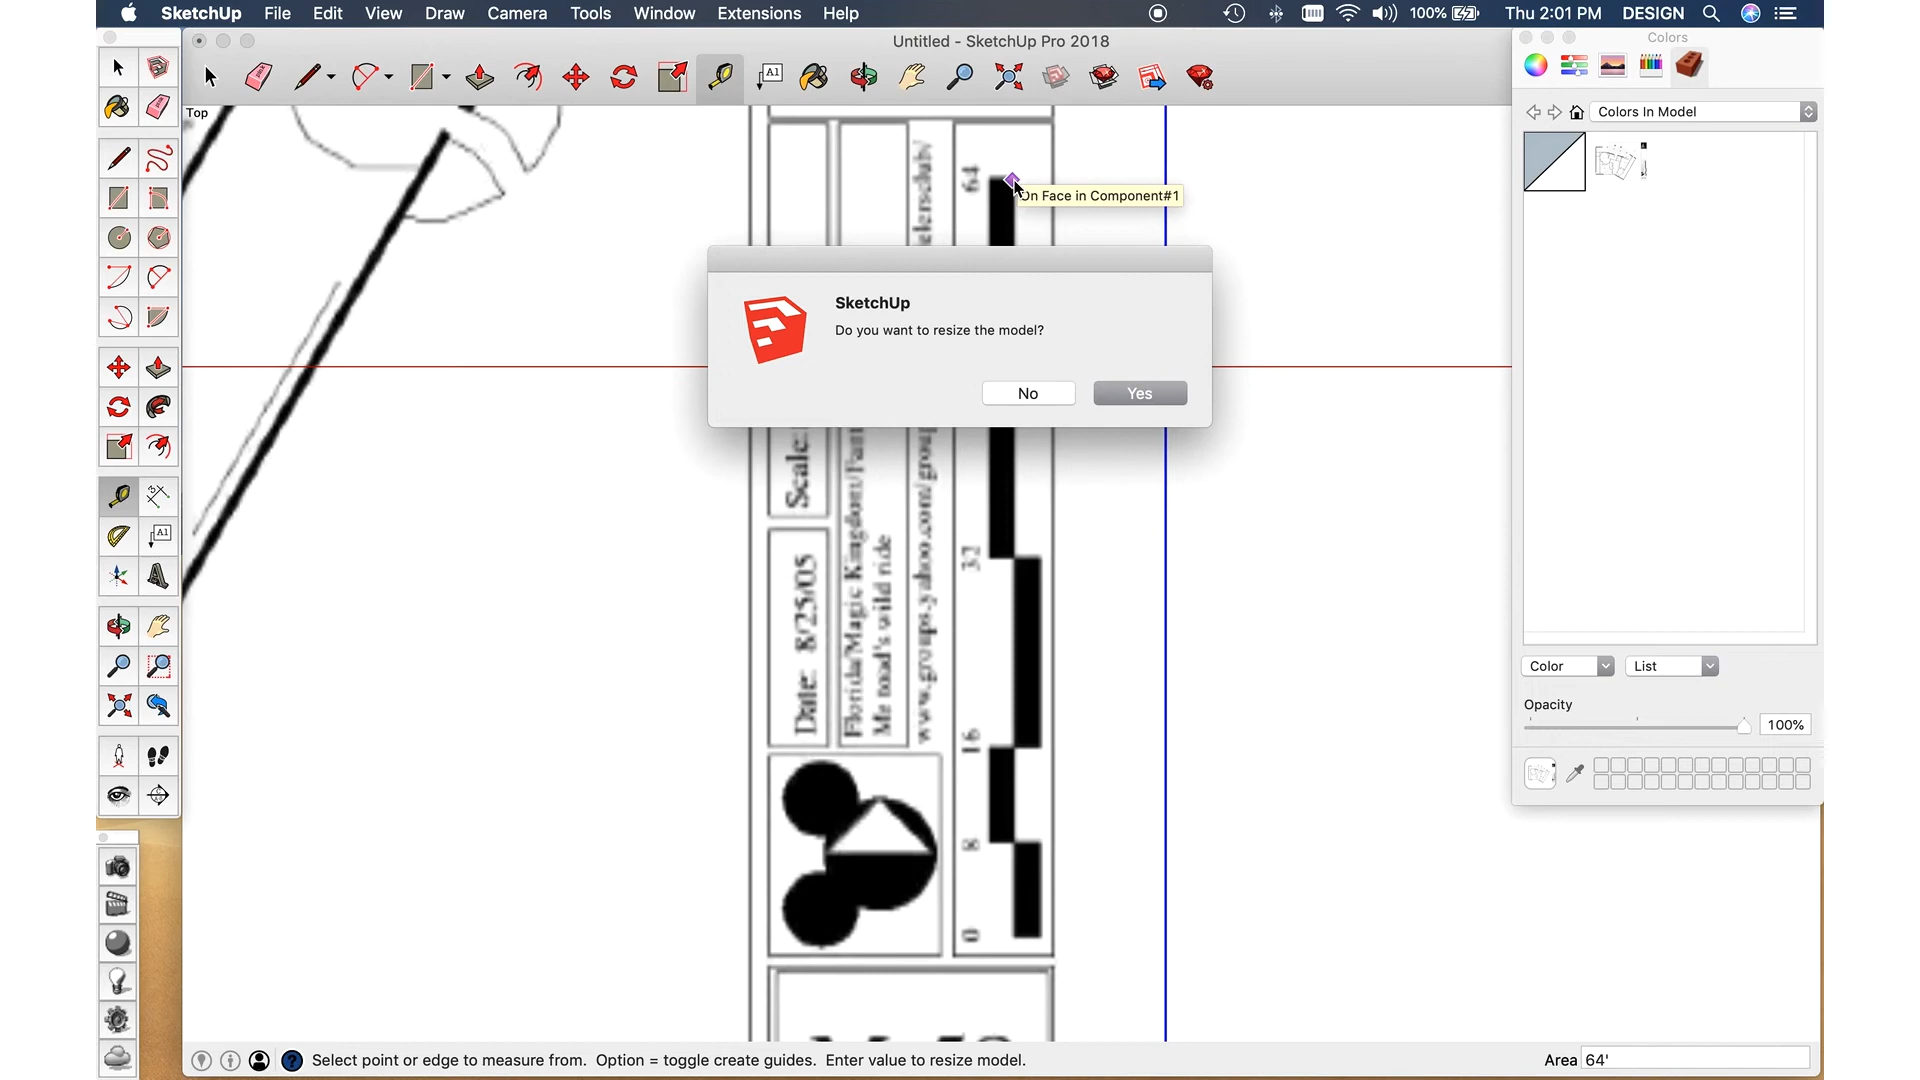 SketchUp File Edit View Draw Camera Tools Window Extensions Help 100% Thu 2:01 PM DESIGN
Untitled - SketchUp Pro 2018
Colors
A1
Top
Colors In Model
64
On Face in Component#1
SketchUp
Do you want to resize the model?
No Yes
Scale:
32
Date: 8/25/05
Florida/Magic Kingdom/Fan
Mr toad's wild ride
www.groups.yahoo.com/group
elersclub/
16
8
0
A1
Color List
Opacity
100%
Select point or edge to measure from. Option = toggle create guides. Enter value to resize model.
Area 64'